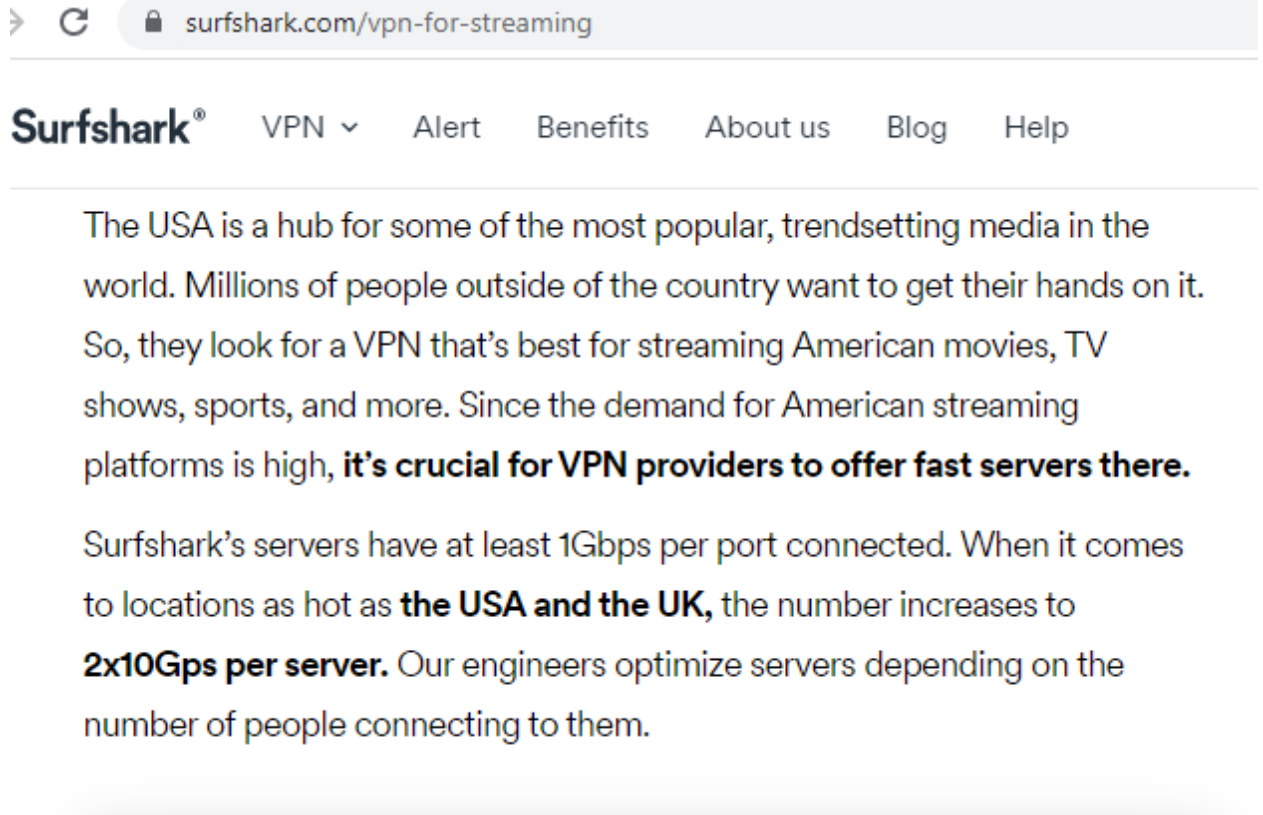 surfshark.com/vpn-for-streaming
Surfshark® VPN Alert Benefits About us Blog Help
The USA is a hub for some of the most popular, trendsetting media in the
world. Millions of people outside of the country want to get their hands on it.
So, they look for a VPN that’s best for streaming American movies, TV
shows, sports, and more. Since the demand for American streaming
platforms is high, it’s crucial for VPN providers to offer fast servers there.
Surfshark’s servers have at least 1Gbps per port connected. When it comes
to locations as hot as the USA and the UK, the number increases to
2x10Gps per server. Our engineers optimize servers depending on the
number of people connecting to them.